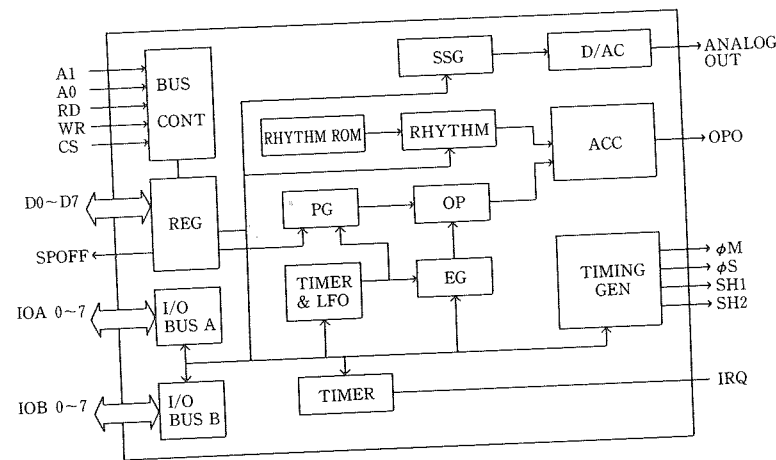 A1
A0
RD
WR
CS
BUS
CONT
SSG
D/AC
ANALOG
OUT
RHYTHM ROM
RHYTHM
ACC
OPO
D0~D7
REG
PG
OP
SPOFF
TIMER
& LFO
EG
TIMING
GEN
φM
φS
SH1
SH2
IOA 0~7
I/O
BUS A
IOB 0~7
I/O
BUS B
TIMER
IRQ